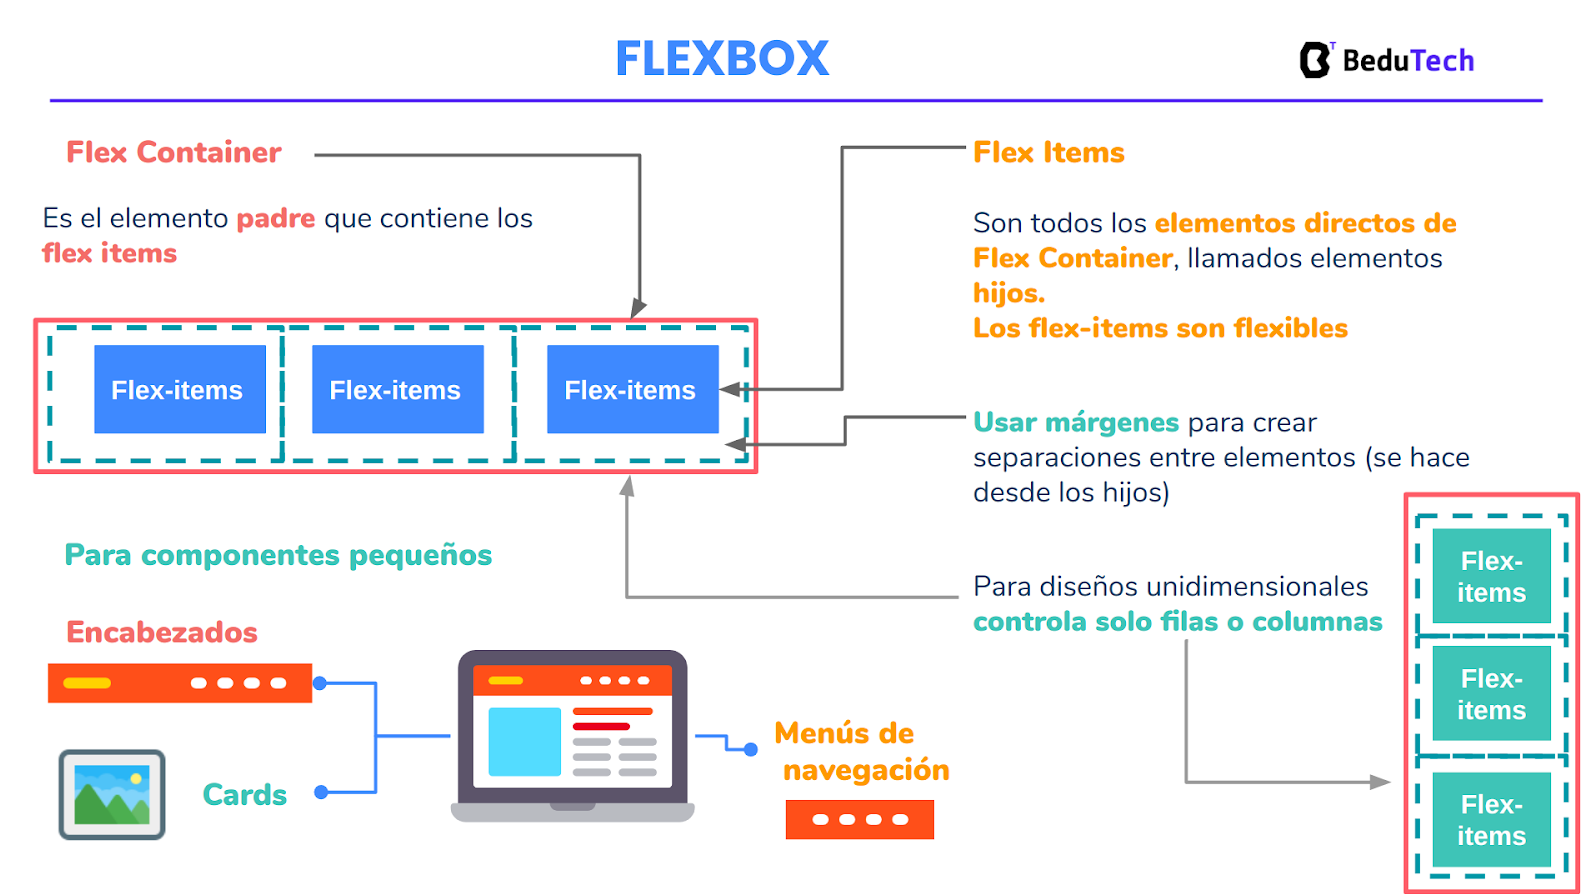 FLEXBOX
BeduTech
Flex Container
Es el elemento padre que contiene los
flex items
Flex Items
Son todos los elementos directos de
Flex Container, llamados elementos
hijos.
Los flex-items son flexibles
Flex-items
Flex-items
Flex-items
Usar márgenes para crear
separaciones entre elementos (se hace
desde los hijos)
Para componentes pequeños
Para diseños unidimensionales
controla solo filas o columnas
Flex-
items
Flex-
items
Flex-
items
Encabezados
Cards
Menús de
navegación